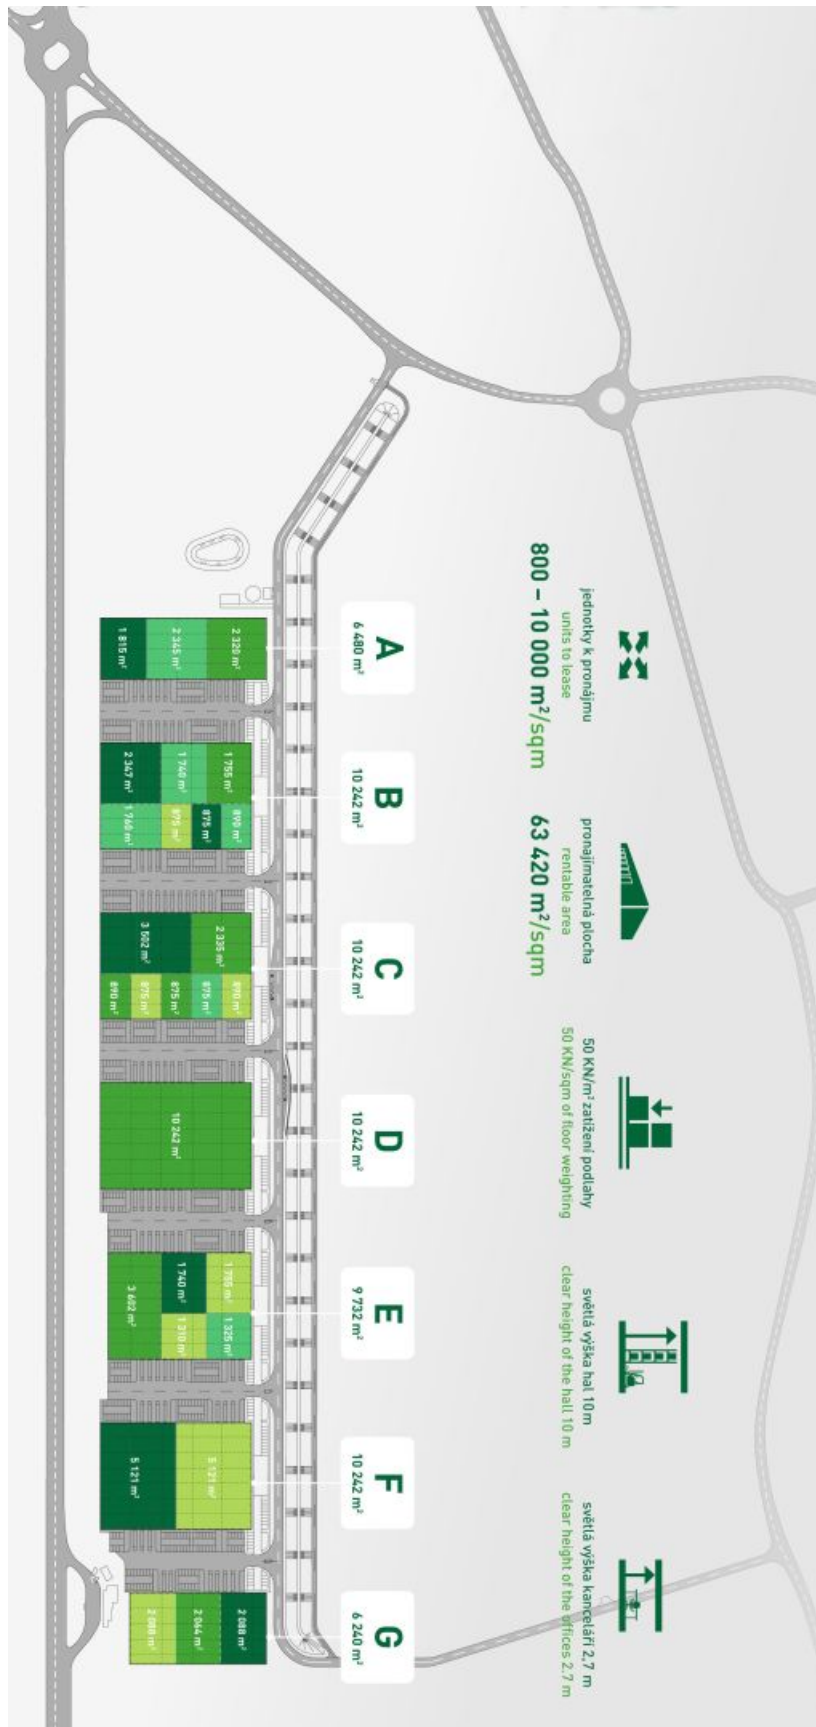 jednotky k pronájmu
units to lease
800 – 10 000 m²/sqm
pronajímatelná plocha
rentable area
63 420 m²/sqm
50 KN/m² zatížení podlahy
50 KN/sqm of floor weighting
světlá výška hal 10 m
clear height of the hall 10 m
světlá výška kanceláří 2,7 m
clear height of the offices 2,7 m
A
6 480 m²
B
10 242 m²
C
10 242 m²
D
10 242 m²
E
9 732 m²
F
10 242 m²
G
6 240 m²
2 320 m²
2 345 m²
1 815 m²
1 755 m²
890 m²
1 740 m²
875 m²
875 m²
2 347 m²
1 760 m²
2 335 m²
890 m²
875 m²
3 502 m²
875 m²
875 m²
890 m²
10 242 m²
1 755 m²
1 325 m²
1 740 m²
1 310 m²
3 602 m²
5 121 m²
5 121 m²
2 088 m²
2 064 m²
2 088 m²